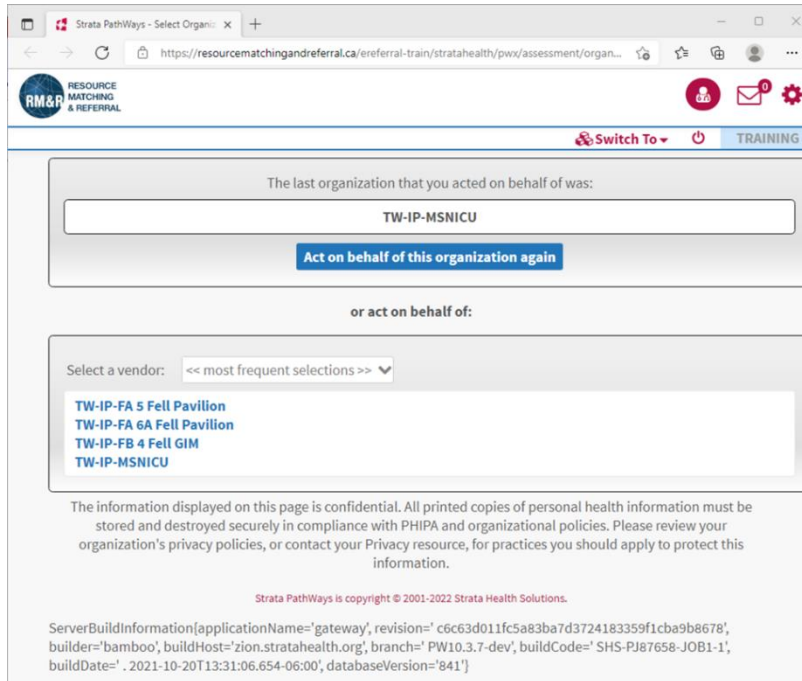 Strata PathWays - Select Organiz
https://resourcematchingandreferral.ca/ereferral-train/stratahealth/pwx/assessment/organ...
RM&R
RESOURCE
MATCHING
& REFERRAL
0
Switch To
TRAINING
The last organization that you acted on behalf of was:
TW-IP-MSNICU
Act on behalf of this organization again
or act on behalf of:
Select a vendor: << most frequent selections >>
TW-IP-FA 5 Fell Pavilion
TW-IP-FA 6A Fell Pavilion
TW-IP-FB 4 Fell GIM
TW-IP-MSNICU
The information displayed on this page is confidential. All printed copies of personal health information must be
stored and destroyed securely in compliance with PHIPA and organizational policies. Please review your
organization's privacy policies, or contact your Privacy resource, for practices you should apply to protect this
information.
Strata PathWays is copyright © 2001-2022 Strata Health Solutions.
ServerBuildInformation{applicationName='gateway', revision=' c6c63d011fc5a83ba7d3724183359f1cba9b8678',
builder='bamboo', buildHost='zion.stratahealth.org', branch=' PW10.3.7-dev', buildCode=' SHS-PJ87658-JOB1-1',
buildDate=' . 2021-10-20T13:31:06.654-06:00', databaseVersion='841'}